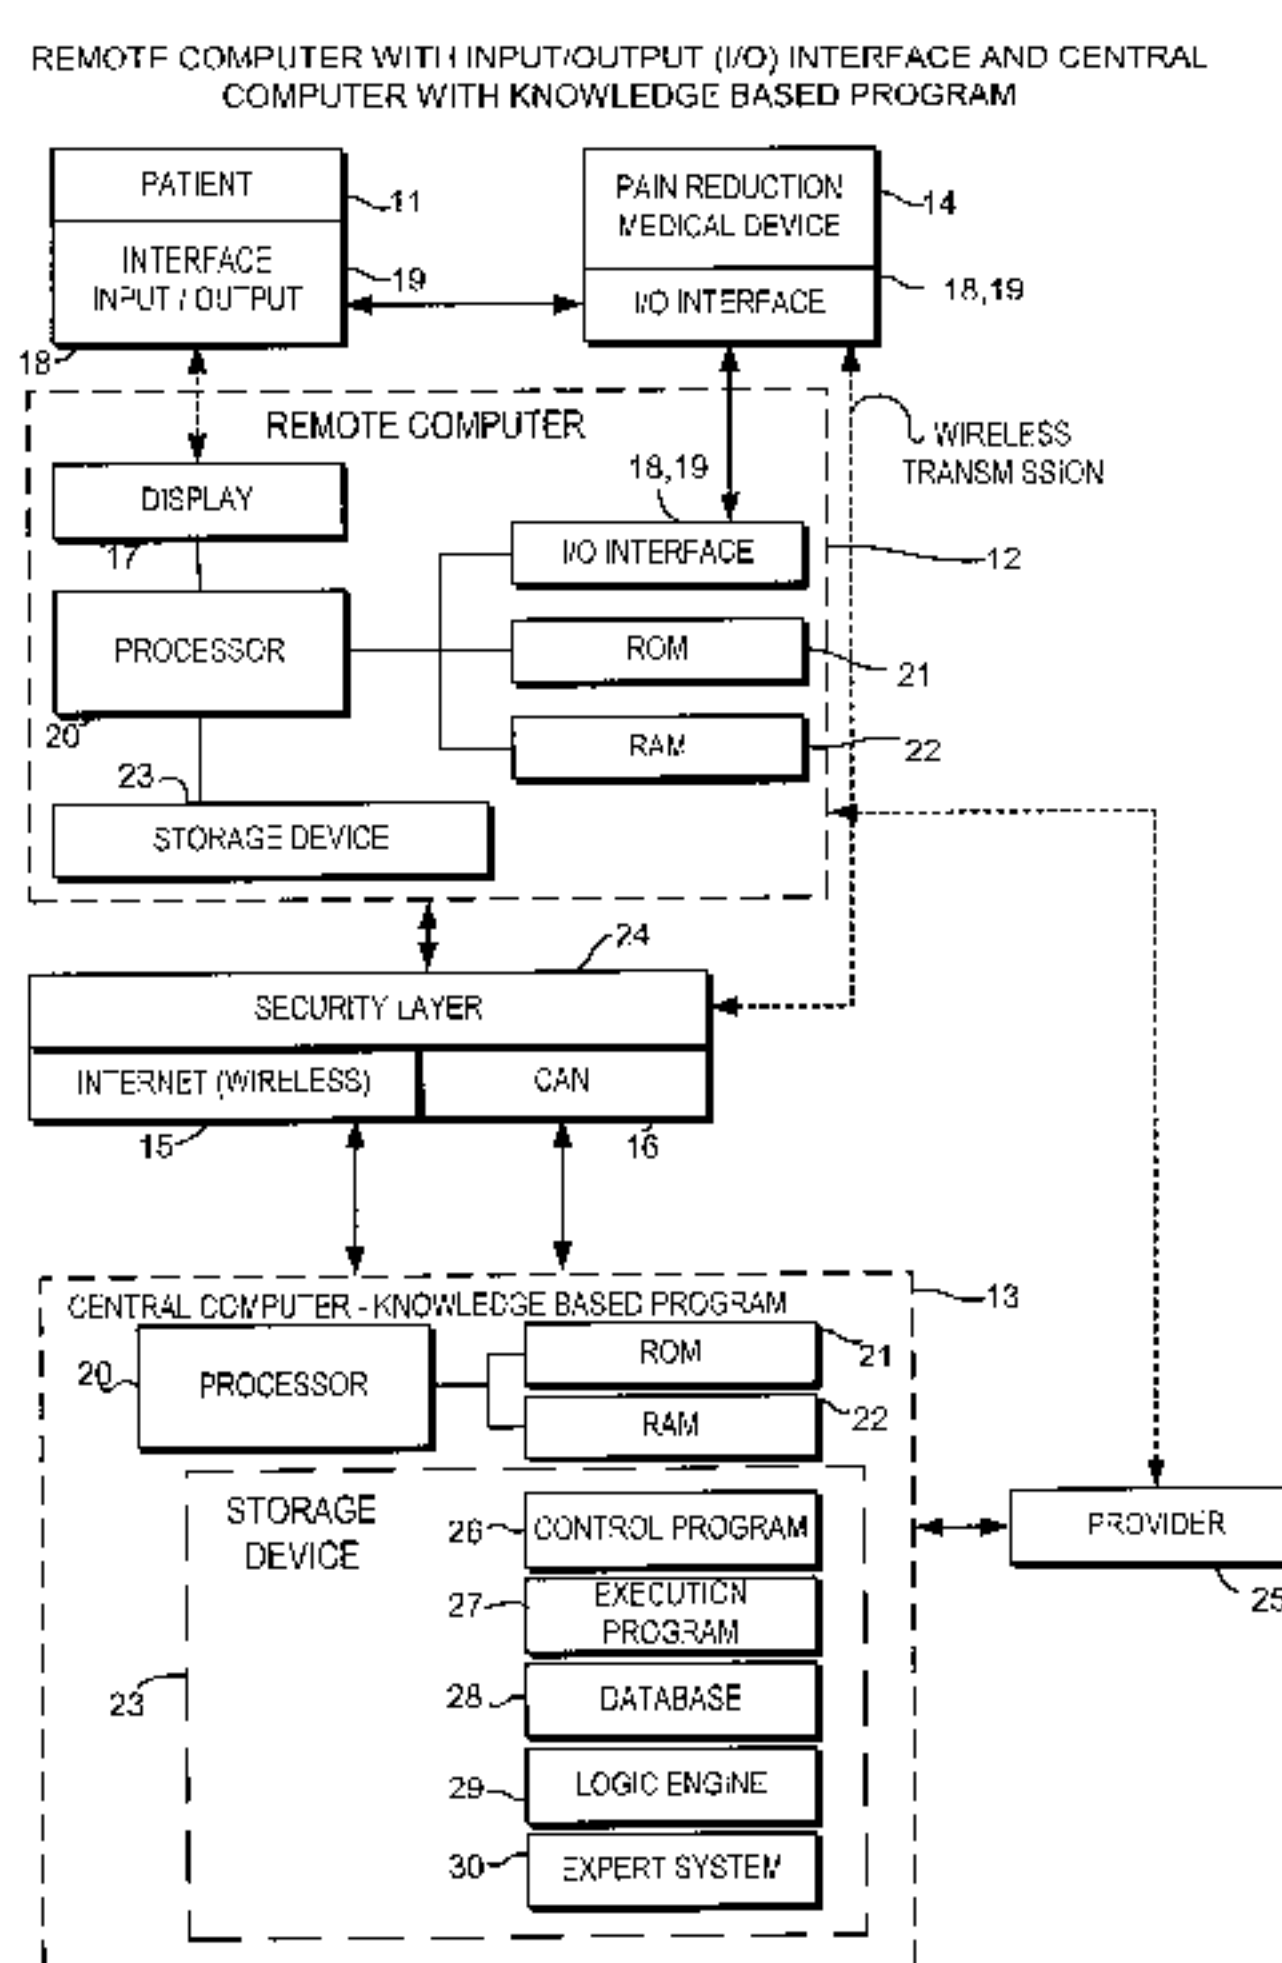 REMOTE COMPUTER WITH INPUT/OUTPUT (I/O) INTERFACE AND CENTRAL
COMPUTER WITH KNOWLEDGE BASED PROGRAM
PATIENT
11
INTERFACE
INPUT / OUTPUT
19
18
PAIN REDUCTION
MEDICAL DEVICE
14
I/O INTERFACE
18,19
REMOTE COMPUTER
WIRELESS
TRANSMISSION
DISPLAY
17
18,19
I/O INTERFACE
12
PROCESSOR
20
ROM
21
RAM
22
23
STORAGE DEVICE
24
SECURITY LAYER
INTERNET (WIRELESS)
CAN
15
16
CENTRAL COMPUTER - KNOWLEDGE BASED PROGRAM
13
20
PROCESSOR
ROM
21
RAM
22
STORAGE
DEVICE
23
26
CONTROL PROGRAM
27
EXECUTION
PROGRAM
28
DATABASE
29
LOGIC ENGINE
30
EXPERT SYSTEM
PROVIDER
25